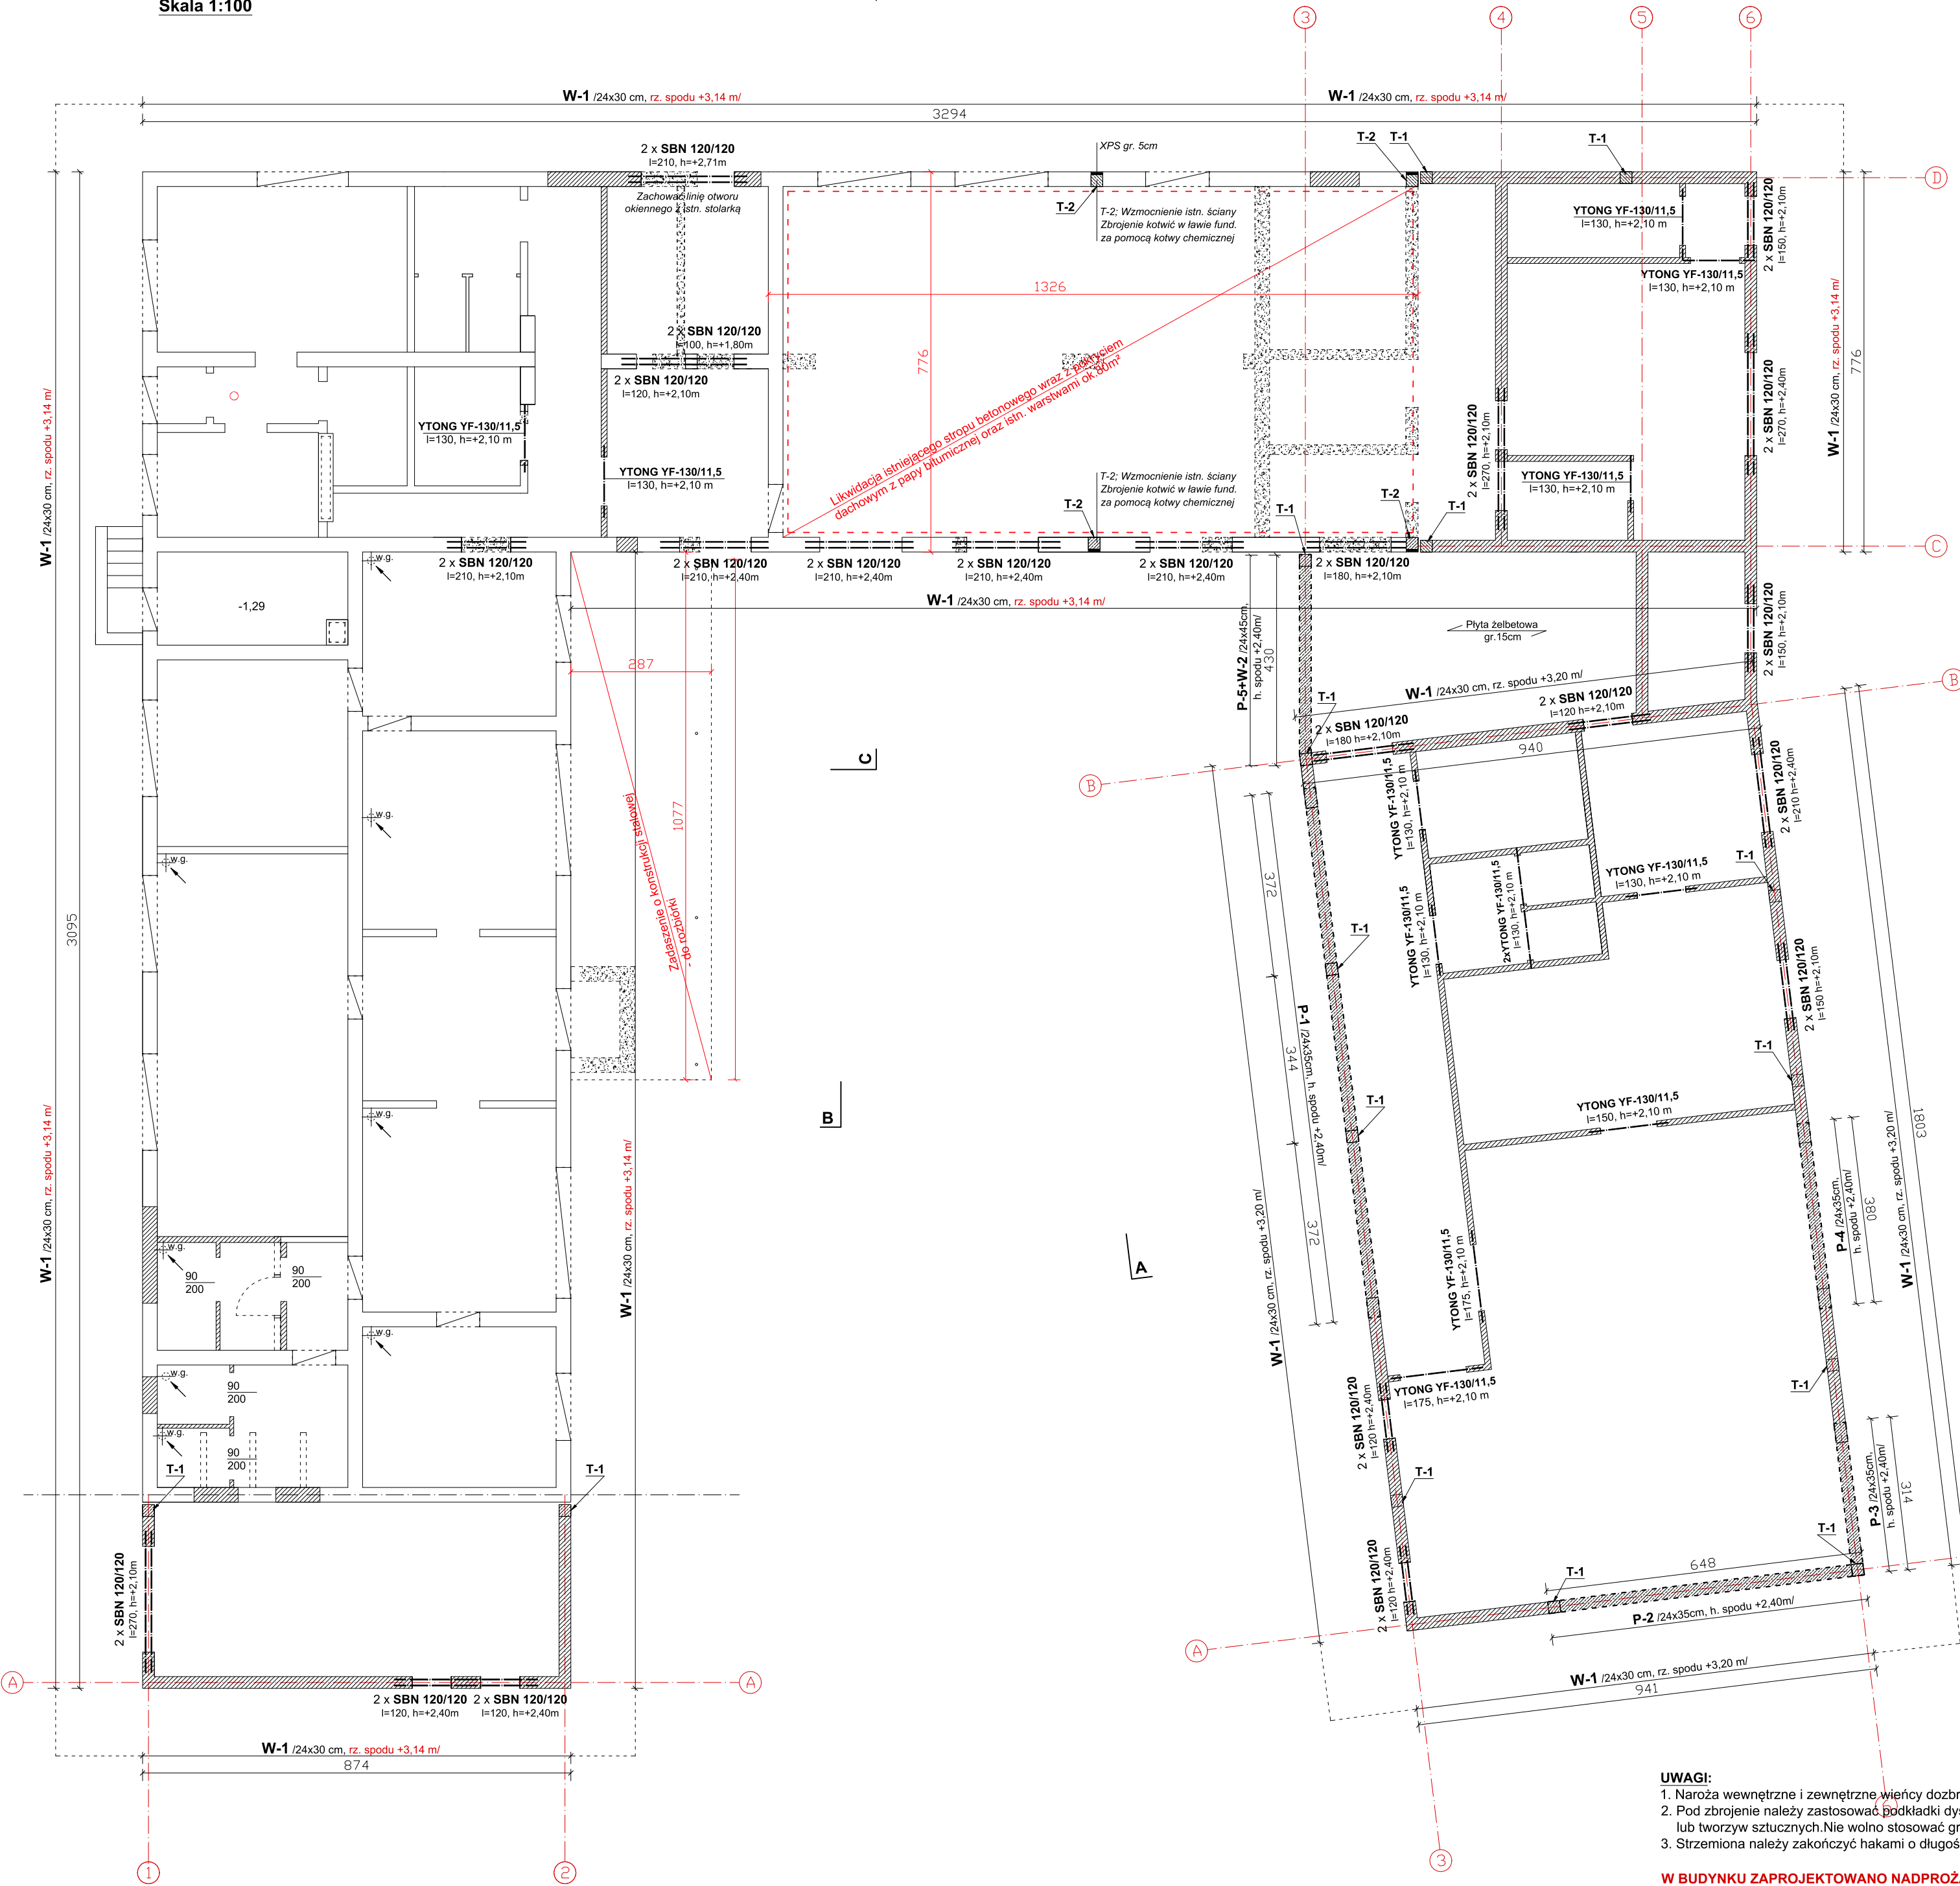 Skala 1:100
3
4
5
6
W-1 /24x30 cm, rz. spodu +3,14 m/
W-1 /24x30 cm, rz. spodu +3,14 m/
3294
2 x SBN 120/120
l=210, h=+2,71m
Zachować linię otworu
okiennego z istn. stolarką
XPS gr. 5cm
T-2
T-2; Wzmocnienie istn. ściany
Zbrojenie kotwić w ławie fund.
za pomocą kotwy chemicznej
T-2
T-1
T-1
D
YTONG YF-130/11,5
l=130, h=+2,10 m
2 x SBN 120/120
l=150, h=+2,10m
YTONG YF-130/11,5
l=130, h=+2,10 m
1326
776
2 x SBN 120/120
l=100, h=+1,80m
2 x SBN 120/120
l=120, h=+2,10m
Likwidacja istniejącego stropu betonowego wraz z pokryciem
dachowym z papy bitumicznej oraz istn. warstwami ok.80m²
W-1 /24x30 cm, rz. spodu +3,14 m/
776
2 x SBN 120/120
l=270, h=+2,40m
2 x SBN 120/120
l=270, h=+2,10m
W-1 /24x30 cm, rz. spodu +3,14 m/
YTONG YF-130/11,5
l=130, h=+2,10 m
YTONG YF-130/11,5
l=130, h=+2,10 m
YTONG YF-130/11,5
l=130, h=+2,10 m
T-2; Wzmocnienie istn. ściany
Zbrojenie kotwić w ławie fund.
za pomocą kotwy chemicznej
T-2
T-2
T-1
T-1
C
w.g.
2 x SBN 120/120
l=210, h=+2,10m
2 x SBN 120/120
l=210, h=+2,40m
2 x SBN 120/120
l=210, h=+2,40m
2 x SBN 120/120
l=210, h=+2,40m
2 x SBN 120/120
l=210, h=+2,40m
2 x SBN 120/120
l=180, h=+2,10m
-1,29
W-1 /24x30 cm, rz. spodu +3,14 m/
Płyta żelbetowa
gr.15cm
2 x SBN 120/120
l=150, h=+2,10m
P-5+W-2 /24x45cm,
h. spodu +2,40m/
430
287
1077
Zadaszenie o konstrukcji stalowej
- do rozbiórki
W-1 /24x30 cm, rz. spodu +3,20 m/
B
T-1
2 x SBN 120/120
l=180 h=+2,10m
2 x SBN 120/120
l=120 h=+2,10m
940
C
B
YTONG YF-130/11,5
l=130, h=+2,10 m
2 x SBN 120/120
l=210 h=+2,40m
w.g.
w.g.
3095
372
T-1
YTONG YF-130/11,5
l=130, h=+2,10 m
2xYTONG YF-130/11,5
l=130, h=+2,10 m
YTONG YF-130/11,5
l=130, h=+2,10 m
T-1
2 x SBN 120/120
l=150 h=+2,10m
P-1 /24x35cm, h. spodu +2,40m/
344
T-1
T-1
B
w.g.
YTONG YF-130/11,5
l=150, h=+2,10 m
P-4 /24x35cm,
h. spodu +2,40m/
380
1803
W-1 /24x30 cm, rz. spodu +3,20 m/
W-1 /24x30 cm, rz. spodu +3,14 m/
W-1 /24x30 cm, rz. spodu +3,14 m/
w.g.
90
200
90
200
A
372
W-1 /24x30 cm, rz. spodu +3,20 m/
YTONG YF-130/11,5
l=175, h=+2,10 m
w.g.
w.g.
90
200
YTONG YF-130/11,5
l=175, h=+2,10 m
T-1
2 x SBN 120/120
l=120 h=+2,40m
w.g.
90
200
T-1
T-1
T-1
P-3 /24x35cm,
h. spodu +2,40m/
314
T-1
2 x SBN 120/120
l=270, h=+2,10m
2 x SBN 120/120
l=120 h=+2,40m
T-1
648
P-2 /24x35cm, h. spodu +2,40m/
A
A
A
2 x SBN 120/120
l=120, h=+2,40m
2 x SBN 120/120
l=120, h=+2,40m
W-1 /24x30 cm, rz. spodu +3,20 m/
941
W-1 /24x30 cm, rz. spodu +3,14 m/
874
1
2
3
UWAGI:
1. Naroża wewnętrzne i zewnętrzne wieńcy dozbr
2. Pod zbrojenie należy zastosować podkładki dys
lub tworzyw sztucznych.Nie wolno stosować gr
3. Strzemiona należy zakończyć hakami o długoś
W BUDYNKU ZAPROJEKTOWANO NADPROŻ